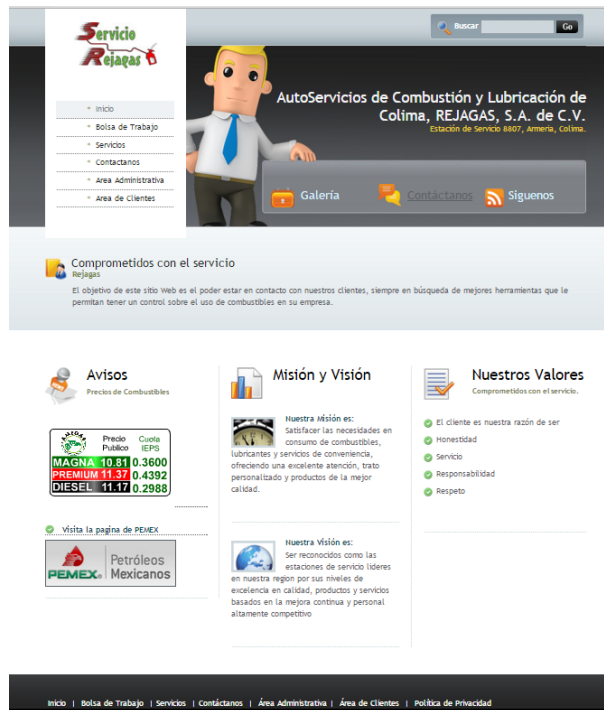 Servicio
Rejagas
Buscar
Go
Inicio
Bolsa de Trabajo
Servicios
Contactanos
Area Administrativa
Area de Clientes
AutoServicios de Combustión y Lubricación de
Colima, REJAGAS, S.A. de C.V.
Estación de Servicio 8807, Armeria, Colima.
Galería
Contáctanos
Siguenos
Comprometidos con el servicio
Rejagas
El objetivo de este sitio Web es el poder estar en contacto con nuestros clientes, siempre en búsqueda de mejores herramientas que le
permitan tener un control sobre el uso de combustibles en su empresa.
Avisos
Precios de Combustibles
Precio Cuota
Publico IEPS
MAGNA 10.81 0.3600
PREMIUM 11.37 0.4392
DIESEL 11.17 0.2988
Visita la pagina de PEMEX
PEMEX® Petróleos
Mexicanos
Misión y Visión
Nuestra Misión es:
Satisfacer las necesidades en
consumo de combustibles,
lubricantes y servicios de conveniencia,
ofreciendo una excelente atención, trato
personalizado y productos de la mejor
calidad.
Nuestra Visión es:
Ser reconocidos como las
estaciones de servicio lideres
en nuestra region por sus niveles de
excelencia en calidad, productos y servicios
basados en la mejora continua y personal
altamente competitivo
Nuestros Valores
Comprometidos con el servicio.
El cliente es nuestra razón de ser
Honestidad
Servicio
Responsabilidad
Respeto
Inicio | Bolsa de Trabajo | Servicios | Contáctanos | Área Administrativa | Área de Clientes | Política de Privacidad